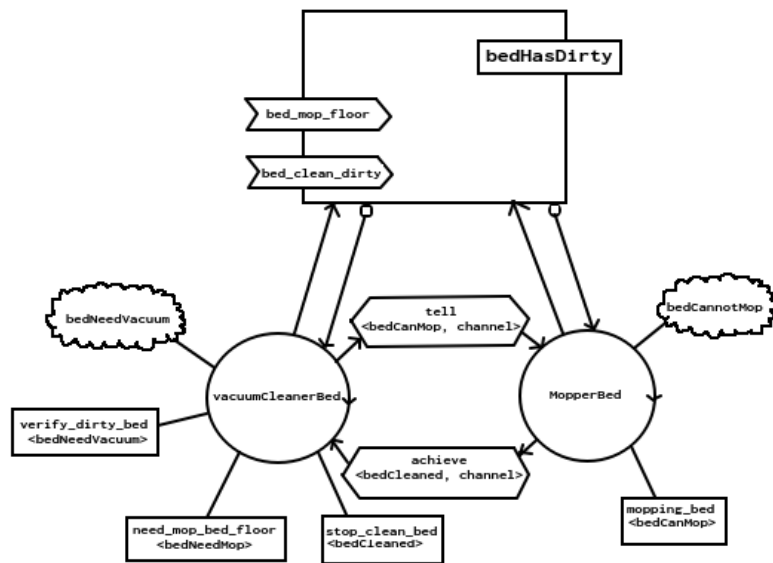 bedHasDirty
bed_mop_floor
bed_clean_dirty
bedNeedVacuum
tell
<bedCanMop, channel>
bedCannotMop
vacuumCleanerBed
MopperBed
verify_dirty_bed
<bedNeedVacuum>
achieve
<bedCleaned, channel>
need_mop_bed_floor
<bedNeedMop>
stop_clean_bed
<bedCleaned>
mopping_bed
<bedCanMop>